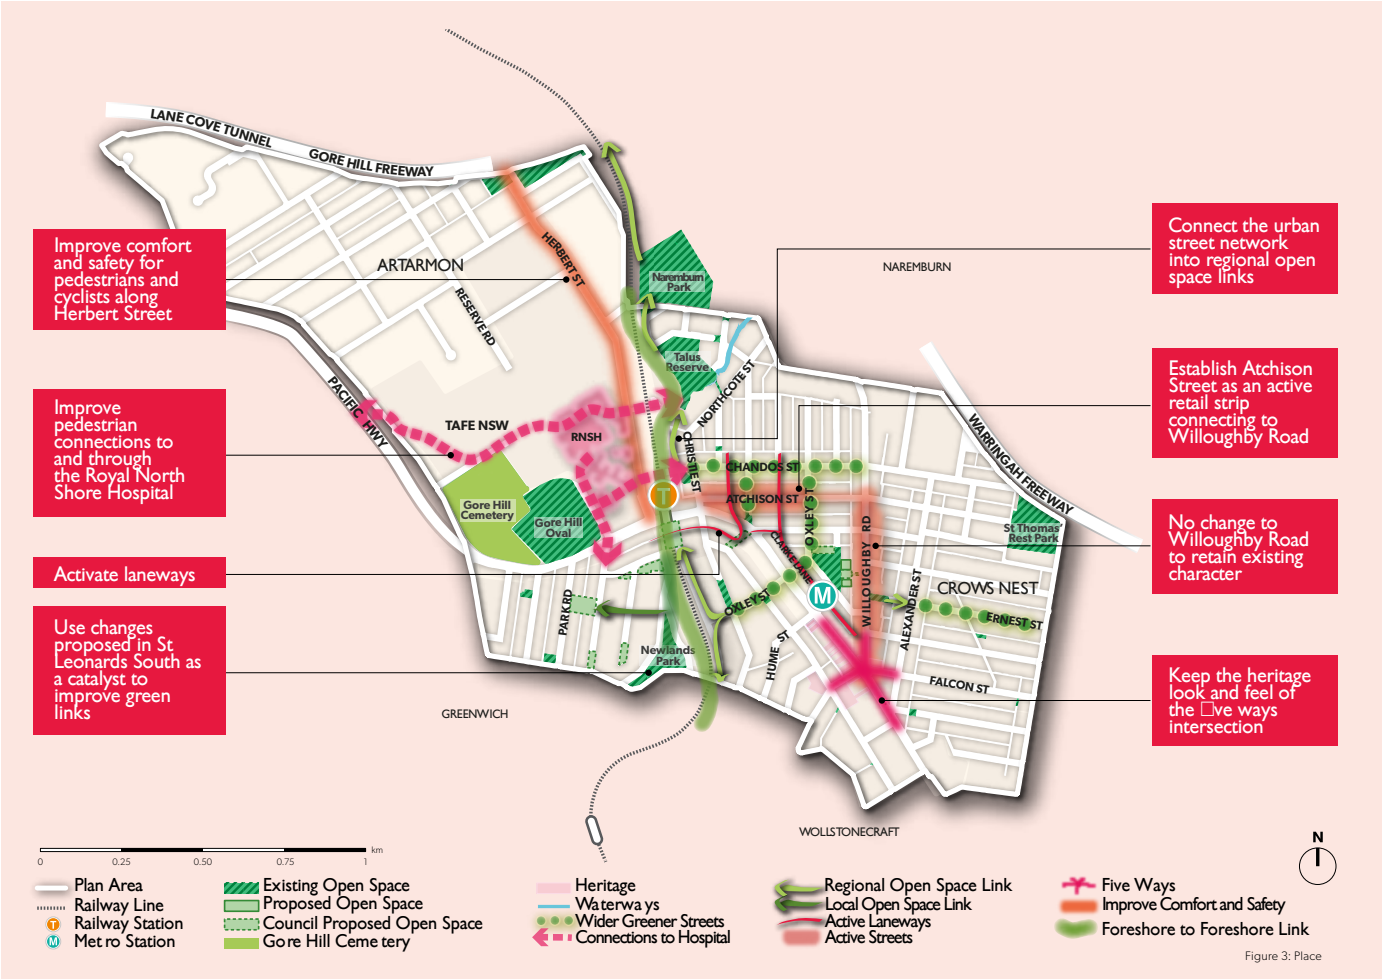 LANE COVE TUNNEL
GORE HILL FREEWAY
Improve comfort
and safety for
pedestrians and
cyclists along
Herbert Street
ARTARMON
HERBERT ST
RESERVE RD
Naremburn
Park
NAREMBURN
Connect the urban
street network
into regional open
space links
Talus
Reserve
NORTHCOTE ST
Establish Atchison
Street as an active
retail strip
connecting to
Willoughby Road
PACIFIC HWY
Improve
pedestrian
connections to
and through
the Royal North
Shore Hospital
TAFE NSW
RNSH
CHRISTIE ST
CHANDOS ST
ATCHISON ST
OXLEY ST
WARRINGAH FREEWAY
Gore Hill
Cemetery
Gore Hill
Oval
T
CLARKE LANE
WILLOUGHBY RD
St Thomas
Rest Park
No change to
Willoughby Road
to retain existing
character
Activate laneways
M
OXLEY ST
PARK RD
HUME ST
ALEXANDER ST
CROWS NEST
ERNEST ST
Use changes
proposed in St
Leonards South as
a catalyst to
improve green
links
Newlands
Park
FALCON ST
Keep the heritage
look and feel of
the □ve ways
intersection
GREENWICH
WOLLSTONECRAFT
N
km
0 0.25 0.50 0.75 1
Plan Area
Railway Line
T Railway Station
M Met ro Station
Existing Open Space
Proposed Open Space
Council Proposed Open Space
Gore Hill Ceme tery
Heritage
Waterwa ys
Wider Greener Streets
Connections to Hospital
Regional Open Space Link
Local Open Space Link
Active Laneways
Active Streets
Five Ways
Improve Comfort and Safety
Foreshore to Foreshore Link
Figure 3: Place